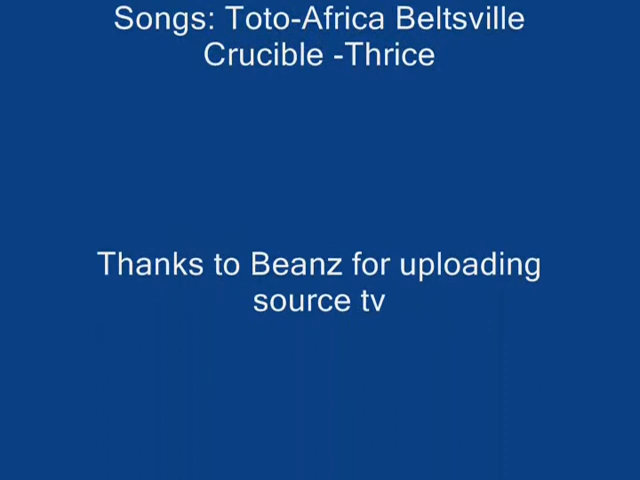 Songs: Toto-Africa Beltsville
Crucible -Thrice
Thanks to Beanz for uploading
source tv